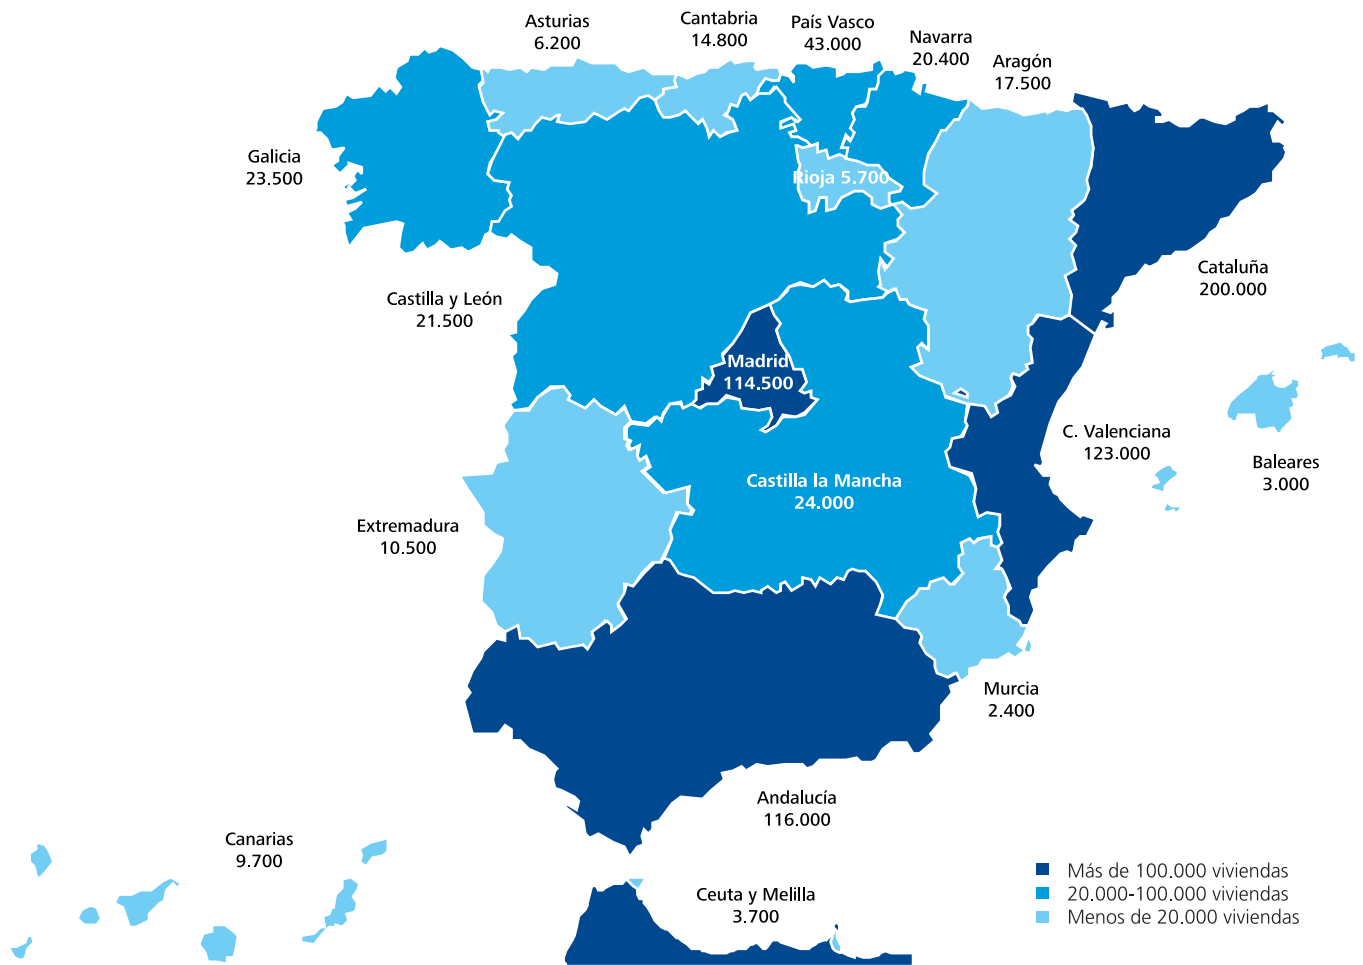 Asturias
6.200
Cantabria
14.800
País Vasco
43.000
Navarra
20.400
Aragón
17.500
Galicia
23.500
Rioja 5.700
Cataluña
200.000
Castilla y León
21.500
Madrid
114.500
C. Valenciana
123.000
Baleares
3.000
Castilla la Mancha
24.000
Extremadura
10.500
Murcia
2.400
Andalucía
116.000
Canarias
9.700
Ceuta y Melilla
3.700
Más de 100.000 viviendas
20.000-100.000 viviendas
Menos de 20.000 viviendas